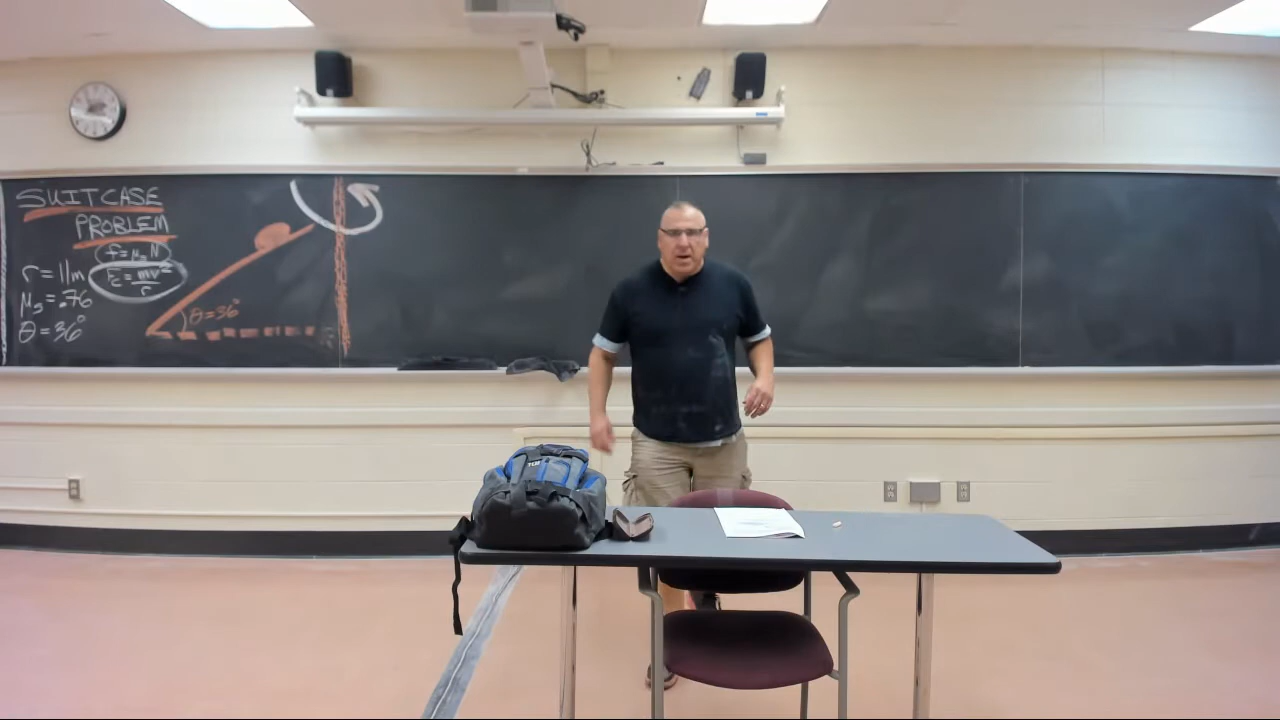 SUITCASE
PROBLEM
f=μsN
Fc = mv²/r
r = 11m
μs = .76
θ = 36°
θ = 36°